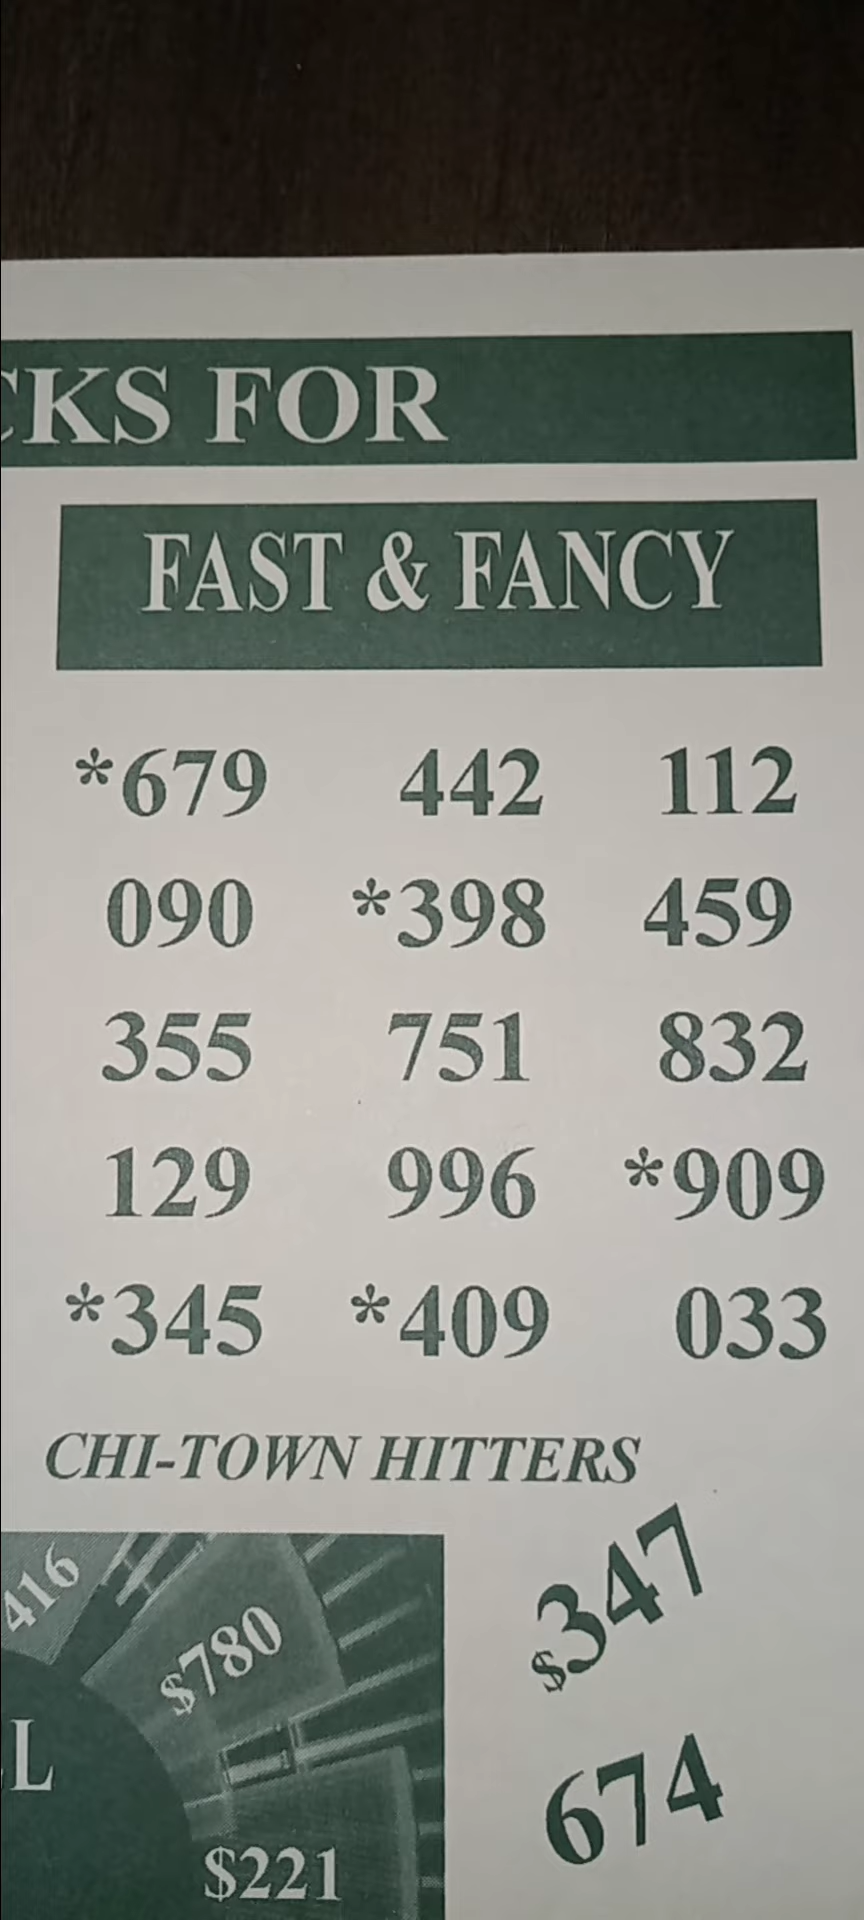 CKS FOR
FAST & FANCY
*679 442 112
090 *398 459
355 751 832
129 996 *909
*345 *409 033
CHI-TOWN HITTERS
416
$780
$347
L
674
$221